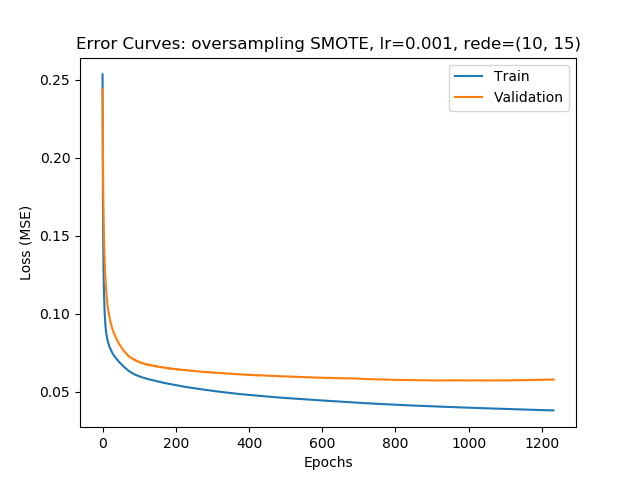 Error Curves: oversampling SMOTE, lr=0.001, rede=(10, 15)
Train
Validation
0.25
0.20
0.15
0.10
0.05
Loss (MSE)
0 200 400 600 800 1000 1200
Epochs